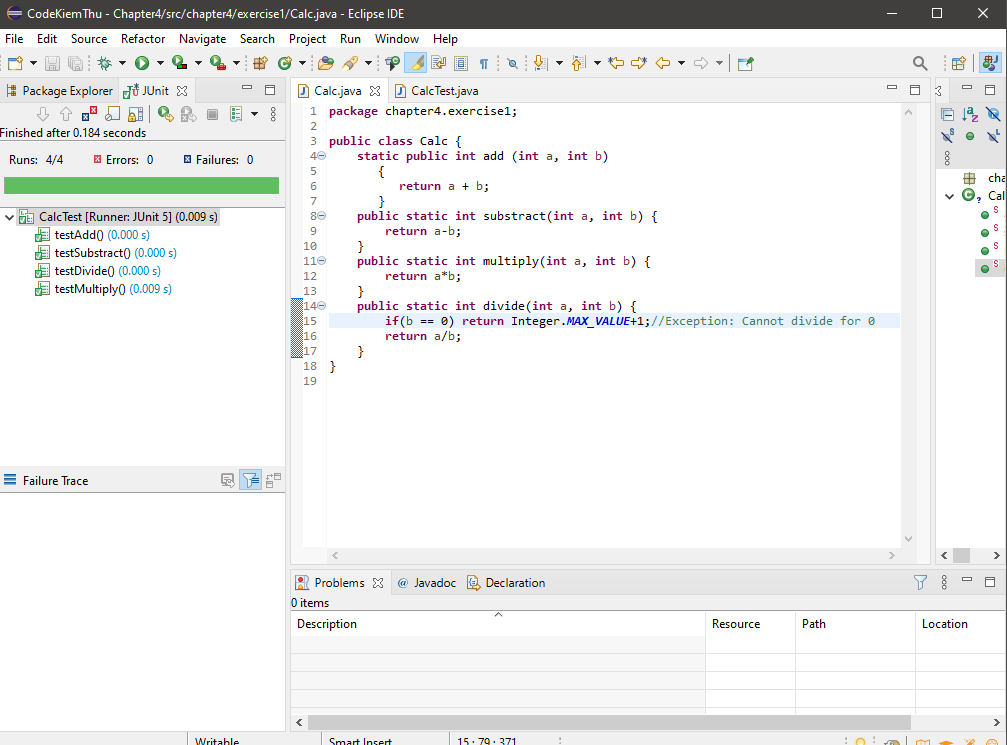 CodeKiemThu - Chapter4/src/chapter4/exercise1/Calc.java - Eclipse IDE
File Edit Source Refactor Navigate Search Project Run Window Help
Package Explorer JUnit
Finished after 0.184 seconds
Runs: 4/4 Errors: 0 Failures: 0
CalcTest [Runner: JUnit 5] (0.009 s)
testAdd() (0.000 s)
testSubstract() (0.000 s)
testDivide() (0.000 s)
testMultiply() (0.009 s)
Failure Trace
Calc.java CalcTest.java
1 package chapter4.exercise1;
2
3 public class Calc {
4 static public int add (int a, int b)
5 {
6 return a + b;
7 }
8 public static int substract(int a, int b) {
9 return a-b;
10 }
11 public static int multiply(int a, int b) {
12 return a*b;
13 }
14 public static int divide(int a, int b) {
15 if(b == 0) return Integer.MAX_VALUE+1;//Exception: Cannot divide for 0
16 return a/b;
17 }
18 }
19
cha
Cal
S
S
S
S
Problems Javadoc Declaration
0 items
Description Resource Path Location
Writable Smart Insert 15 : 79 : 371